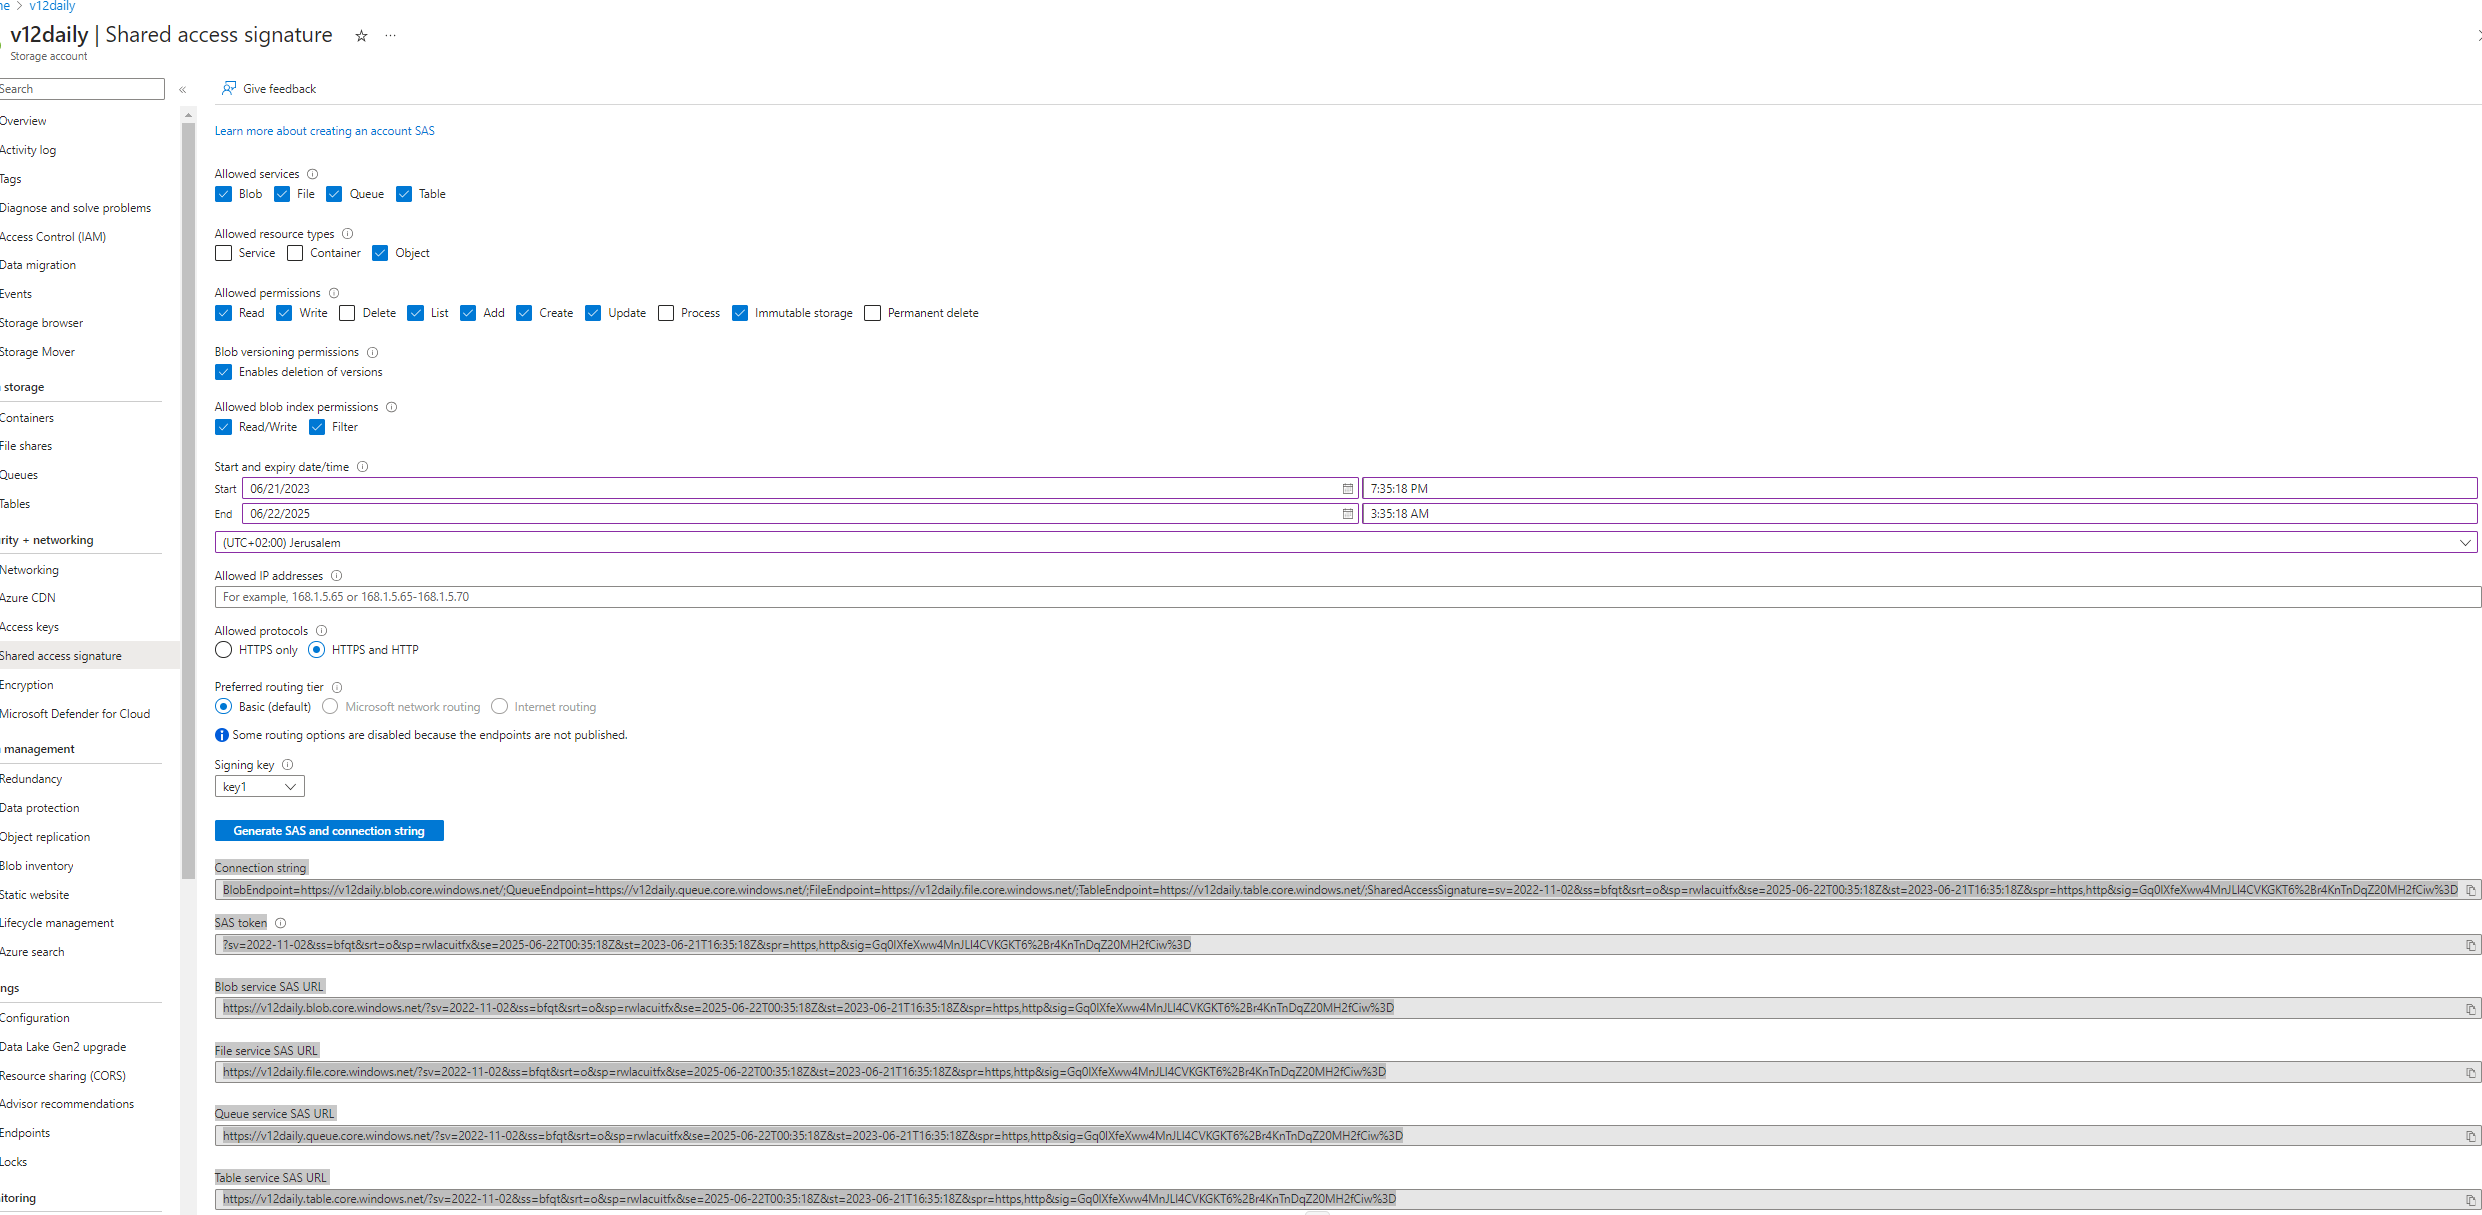 v12daily
v12daily | Shared access signature
Storage account
Search
Give feedback
Overview
Activity log
Tags
Diagnose and solve problems
Access Control (IAM)
Data migration
Events
Storage browser
Storage Mover
storage
Containers
File shares
Queues
Tables
rity + networking
Networking
Azure CDN
Access keys
Shared access signature
Encryption
Microsoft Defender for Cloud
management
Redundancy
Data protection
Object replication
Blob inventory
Static website
Lifecycle management
Azure search
ngs
Configuration
Data Lake Gen2 upgrade
Resource sharing (CORS)
Advisor recommendations
Endpoints
Locks
itoring
Learn more about creating an account SAS
Allowed services
Blob File Queue Table
Allowed resource types
Service Container Object
Allowed permissions
Read Write Delete List Add Create Update Process Immutable storage Permanent delete
Blob versioning permissions
Enables deletion of versions
Allowed blob index permissions
Read/Write Filter
Start and expiry date/time
Start 06/21/2023 7:35:18 PM
End 06/22/2025 3:35:18 AM
(UTC+02:00) Jerusalem
Allowed IP addresses
For example, 168.1.5.65 or 168.1.5.65-168.1.5.70
Allowed protocols
HTTPS only HTTPS and HTTP
Preferred routing tier
Basic (default) Microsoft network routing Internet routing
Some routing options are disabled because the endpoints are not published.
Signing key
key1
Generate SAS and connection string
Connection string
BlobEndpoint=https://v12daily.blob.core.windows.net/;QueueEndpoint=https://v12daily.queue.core.windows.net/;FileEndpoint=https://v12daily.file.core.windows.net/;TableEndpoint=https://v12daily.table.core.windows.net/;SharedAccessSignature=sv=2022-11-02&ss=bfqt&srt=o&sp=rwlacuitfx&se=2025-06-22T00:35:18Z&st=2023-06-21T16:35:18Z&spr=https,http&sig=
SAS token
?sv=2022-11-02&ss=bfqt&srt=o&sp=rwlacuitfx&se=2025-06-22T00:35:18Z&st=2023-06-21T16:35:18Z&spr=https,http&sig=
Blob service SAS URL
https://v12daily.blob.core.windows.net/?sv=2022-11-02&ss=bfqt&srt=o&sp=rwlacuitfx&se=2025-06-22T00:35:18Z&st=2023-06-21T16:35:18Z&spr=https,http&sig=
File service SAS URL
https://v12daily.file.core.windows.net/?sv=2022-11-02&ss=bfqt&srt=o&sp=rwlacuitfx&se=2025-06-22T00:35:18Z&st=2023-06-21T16:35:18Z&spr=https,http&sig=
Queue service SAS URL
https://v12daily.queue.core.windows.net/?sv=2022-11-02&ss=bfqt&srt=o&sp=rwlacuitfx&se=2025-06-22T00:35:18Z&st=2023-06-21T16:35:18Z&spr=https,http&sig=
Table service SAS URL
https://v12daily.table.core.windows.net/?sv=2022-11-02&ss=bfqt&srt=o&sp=rwlacuitfx&se=2025-06-22T00:35:18Z&st=2023-06-21T16:35:18Z&spr=https,http&sig=